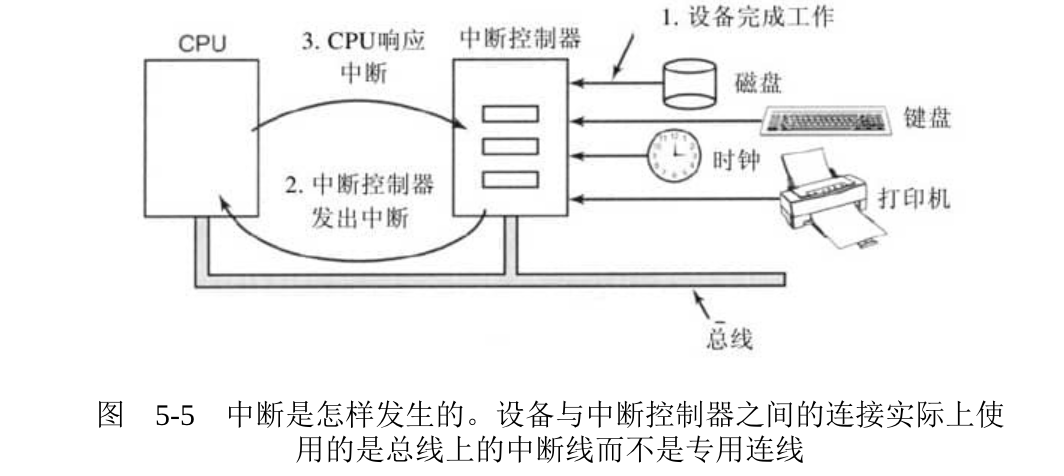 1. 设备完成工作
CPU
3. CPU响应
中断
中断控制器
磁盘
键盘
时钟
打印机
2. 中断控制器
发出中断
总线
图 5-5 中断是怎样发生的。设备与中断控制器之间的连接实际上使
用的是总线上的中断线而不是专用连线